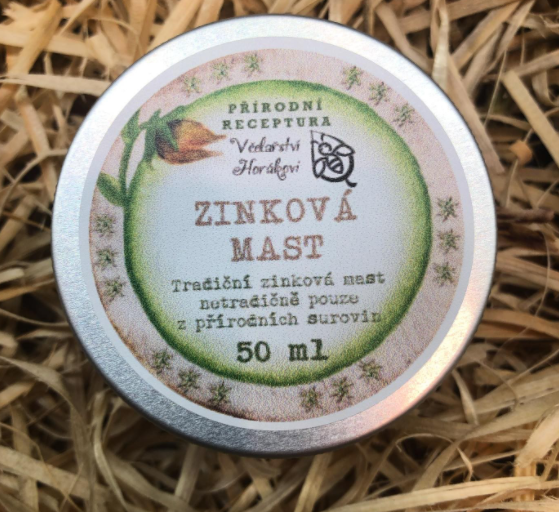 PŘÍRODNÍ
RECEPTURA
Včelařství
Horákovi
ZINKOVÁ
MAST
Tradiční zinková mast
netradičně pouze
z přírodních surovin
50 ml